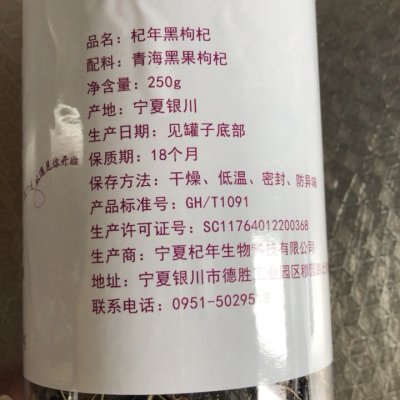 品名：杞年黑枸杞
配料：青海黑果枸杞
净含量：250g
产地：宁夏银川
生产日期：见罐子底部
保质期：18个月
保存方法：干燥、低温、密封、防异味
产品标准号：GH/T1091
生产许可证号：SC11764012200368
生产商：宁夏杞年生物科技有限公司
地址：宁夏银川市德胜工业园区
联系电话：0951-50295